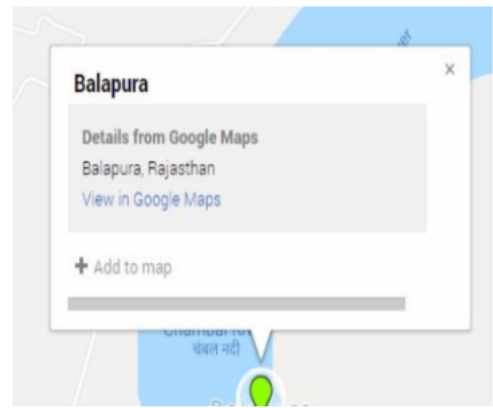 Balapura
×
Details from Google Maps
Balapura, Rajasthan
View in Google Maps
+ Add to map
चंबल नदी